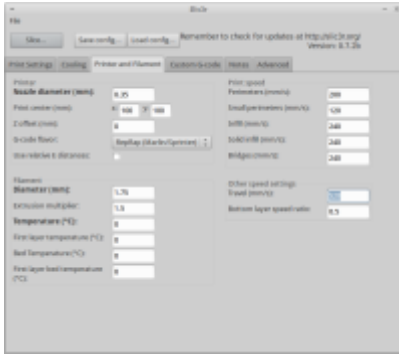 Slic3r
File
Slice...
Save config...
Load config...
Remember to check for updates at http://slic3r.org/
Version: 0.7.2b
Print Settings
Cooling
Printer and Filament
Custom G-code
Notes
Advanced
Printer
Nozzle diameter (mm): 0.35
Print center (mm): X: 100 Y: 100
Z offset (mm): 0
G-code flavor: RepRap (Marlin/Sprinter)
Use relative E distances:
Filament
Diameter (mm): 1.75
Extrusion multiplier: 1.5
Temperature (°C): 0
First layer temperature (°C): 0
Bed Temperature (°C): 0
First layer bed temperature (°C): 0
Print speed
Perimeters (mm/s): 200
Small perimeters (mm/s): 120
Infill (mm/s): 240
Solid infill (mm/s): 240
Bridges (mm/s): 240
Other speed settings
Travel (mm/s):
Bottom layer speed ratio: 0.5